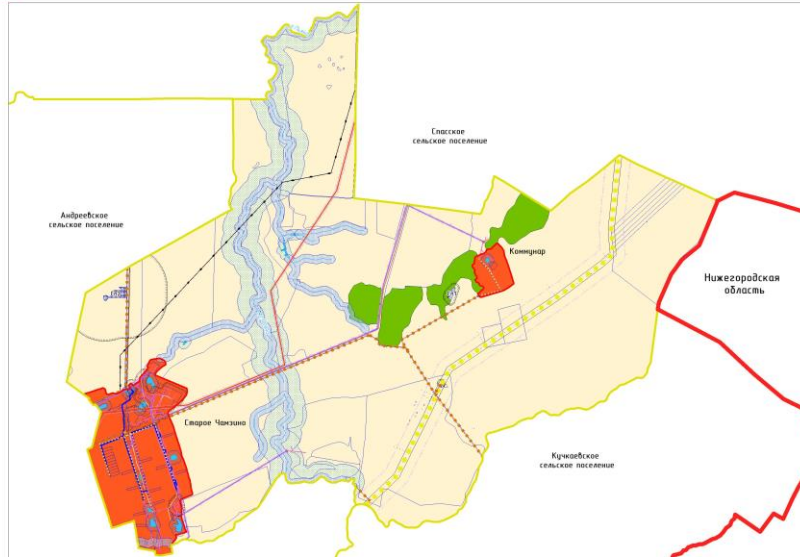 Спасское
сельское поселение
Андреевское
сельское поселение
Коммунар
Нижегородская
область
Старое Чамзино
Кучкаевское
сельское поселение